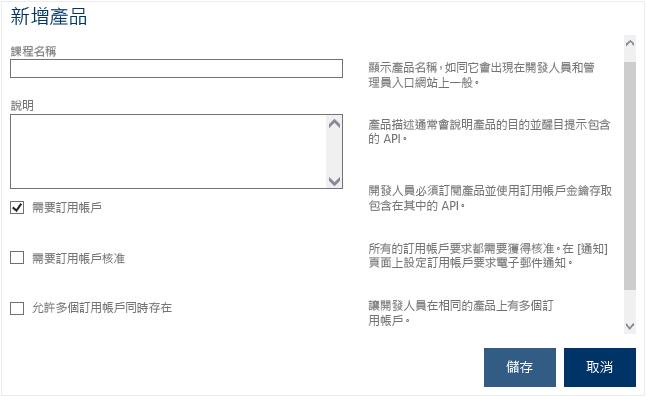 新增產品
課程名稱
顯示產品名稱，如同它會出現在開發人員和管
理員入口網站上一般。
說明
產品描述通常會說明產品的目的並醒目提示包含
的 API。
開發人員必須訂閱產品並使用訂用帳戶金鑰存取
包含在其中的 API。
需要訂用帳戶
所有的訂用帳戶要求都需要獲得核准。在 [通知]
頁面上設定訂用帳戶要求電子郵件通知。
需要訂用帳戶核准
允許多個訂用帳戶同時存在
讓開發人員在相同的產品上有多個訂
用帳戶。
儲存
取消